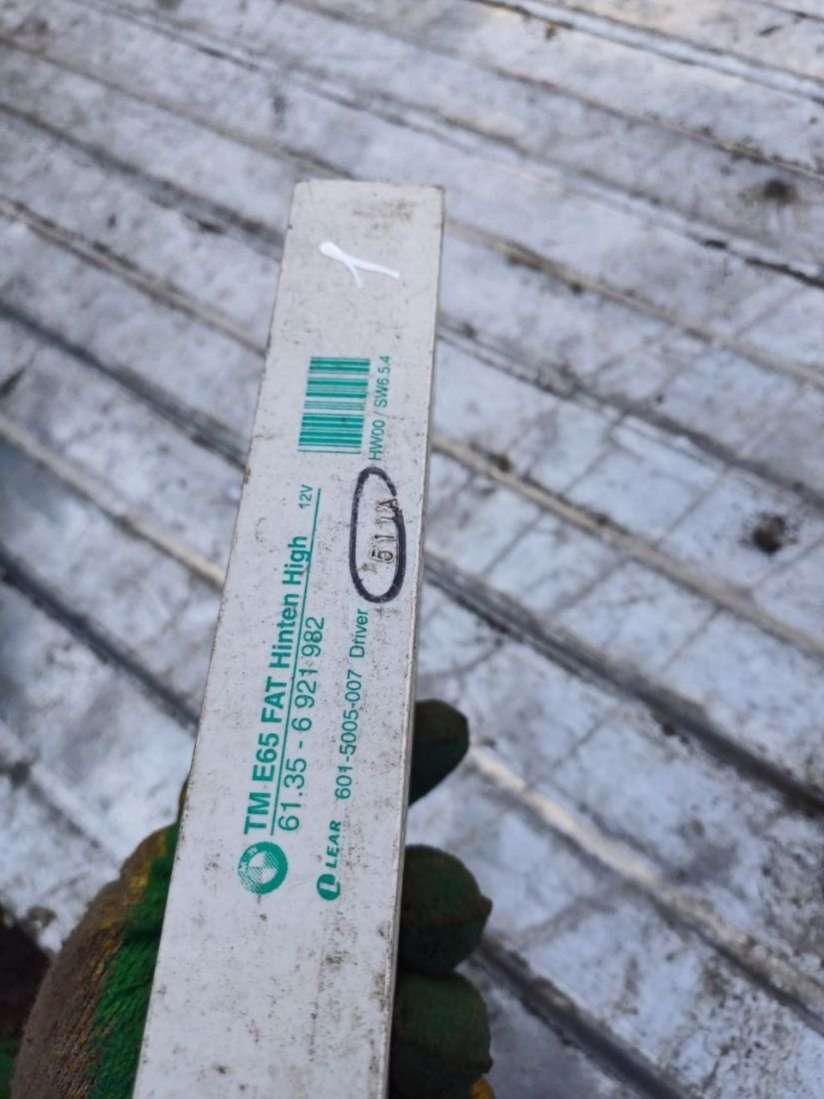 TM E65 FAT Hinten High 12V
61.35 - 6 921 982
LEAR 601-5005-007 Driver
HW00 / SW6.5.4